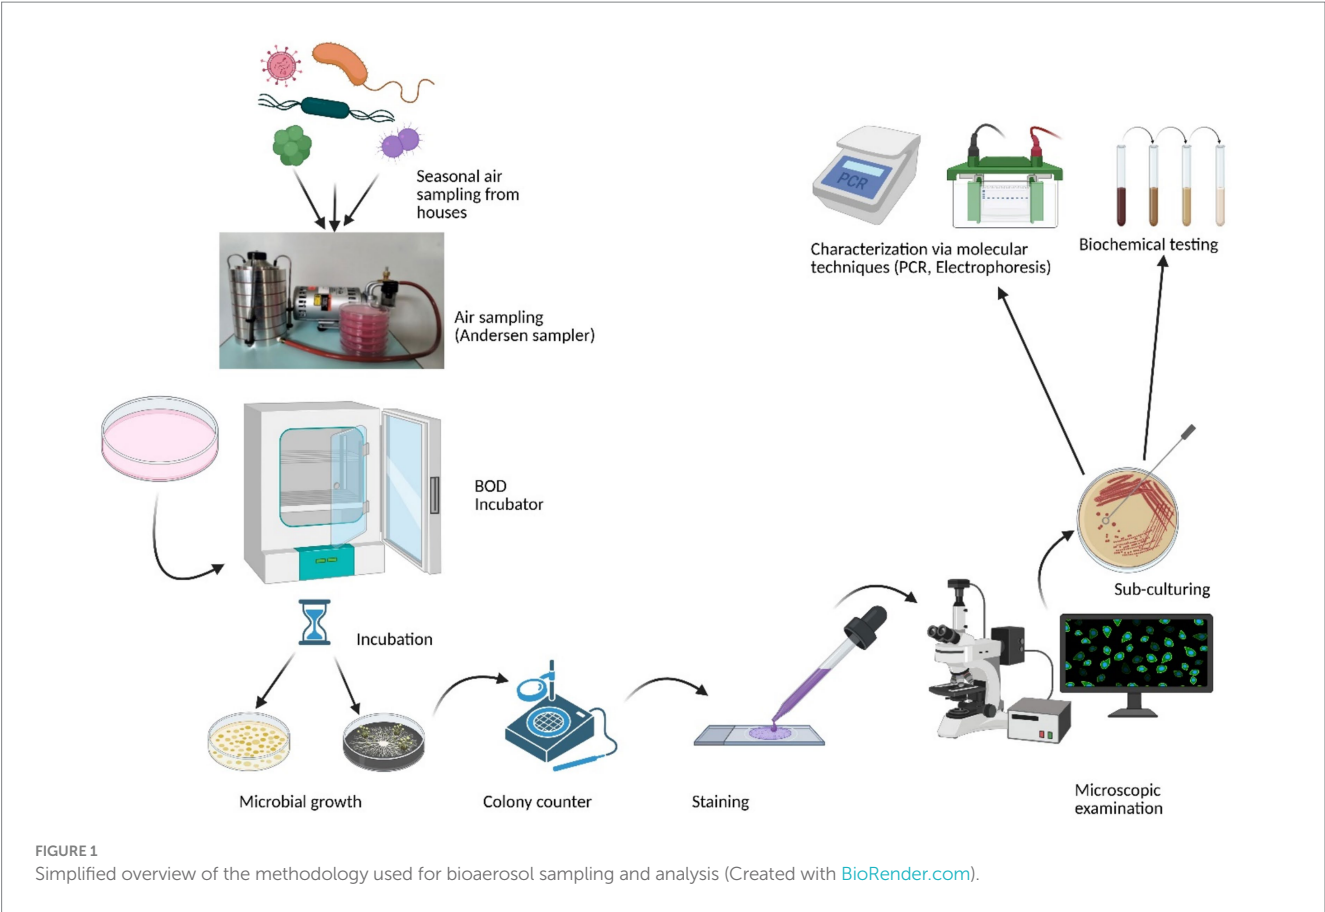 Seasonal air
sampling from
houses
Air sampling
(Andersen sampler)
BOD
Incubator
Incubation
Microbial growth
Colony counter
Staining
Microscopic
examination
Sub-culturing
PCR
Characterization via molecular
techniques (PCR, Electrophoresis)
Biochemical testing
FIGURE 1
Simplified overview of the methodology used for bioaerosol sampling and analysis (Created with BioRender.com).